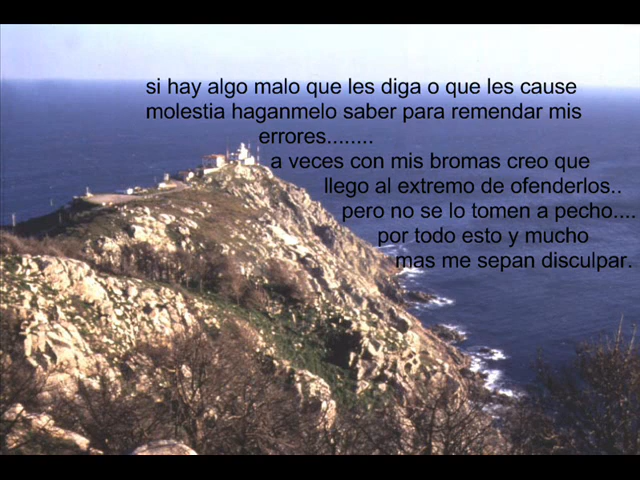 si hay algo malo que les diga o que les cause
molestia haganmelo saber para remendar mis
errores........
a veces con mis bromas creo que
llego al extremo de ofenderlos..
pero no se lo tomen a pecho....
por todo esto y mucho
mas me sepan disculpar.